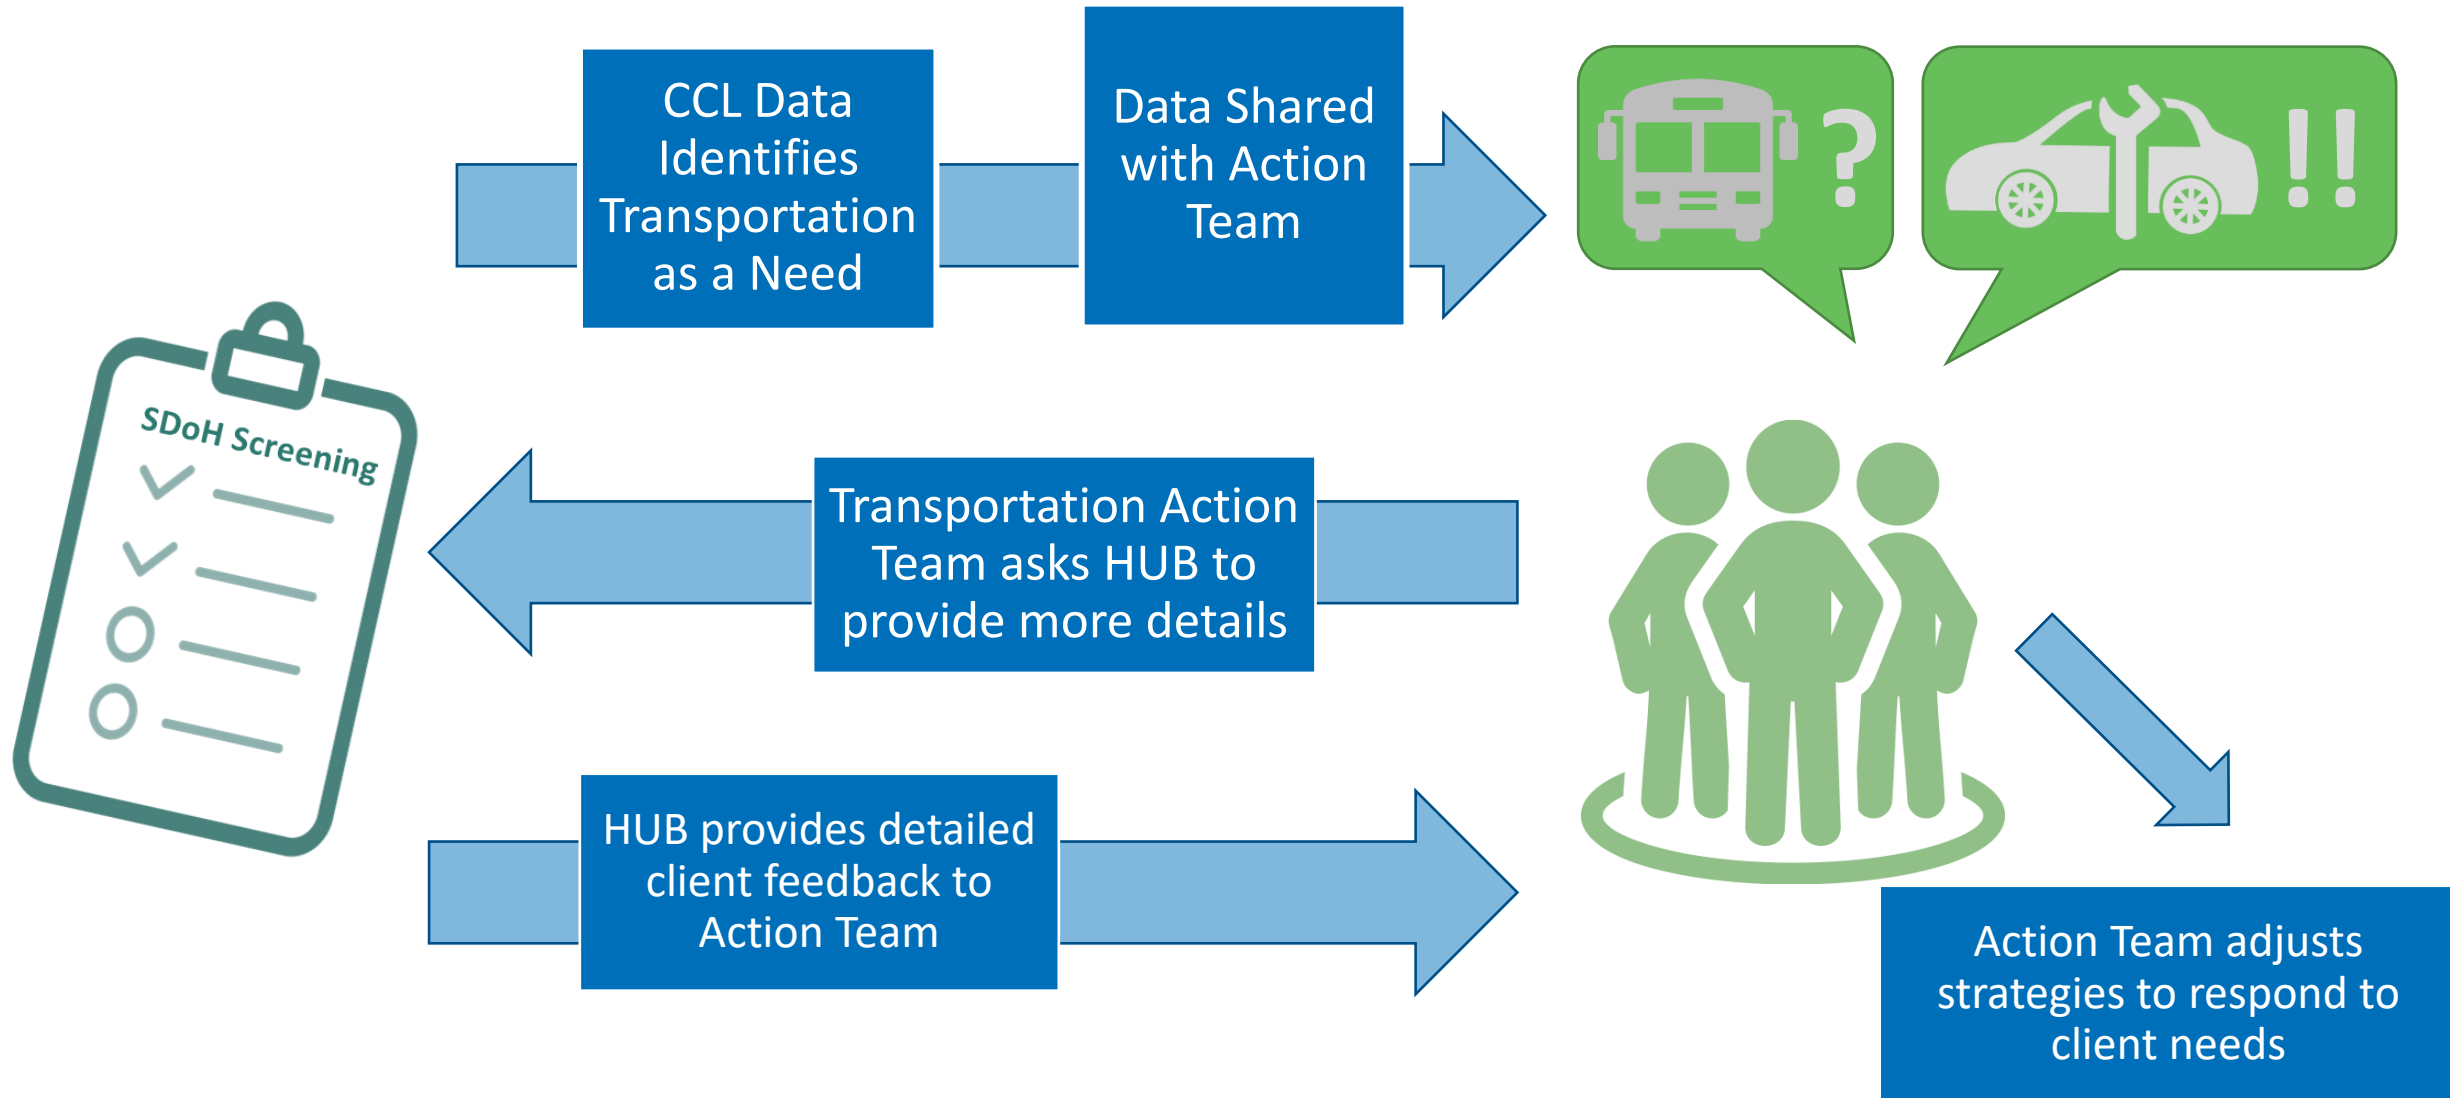 CCL Data
Identifies
Transportation
as a Need
Data Shared
with Action
Team
?
!!
SDoH Screening
Transportation Action
Team asks HUB to
provide more details
HUB provides detailed
client feedback to
Action Team
Action Team adjusts
strategies to respond to
client needs